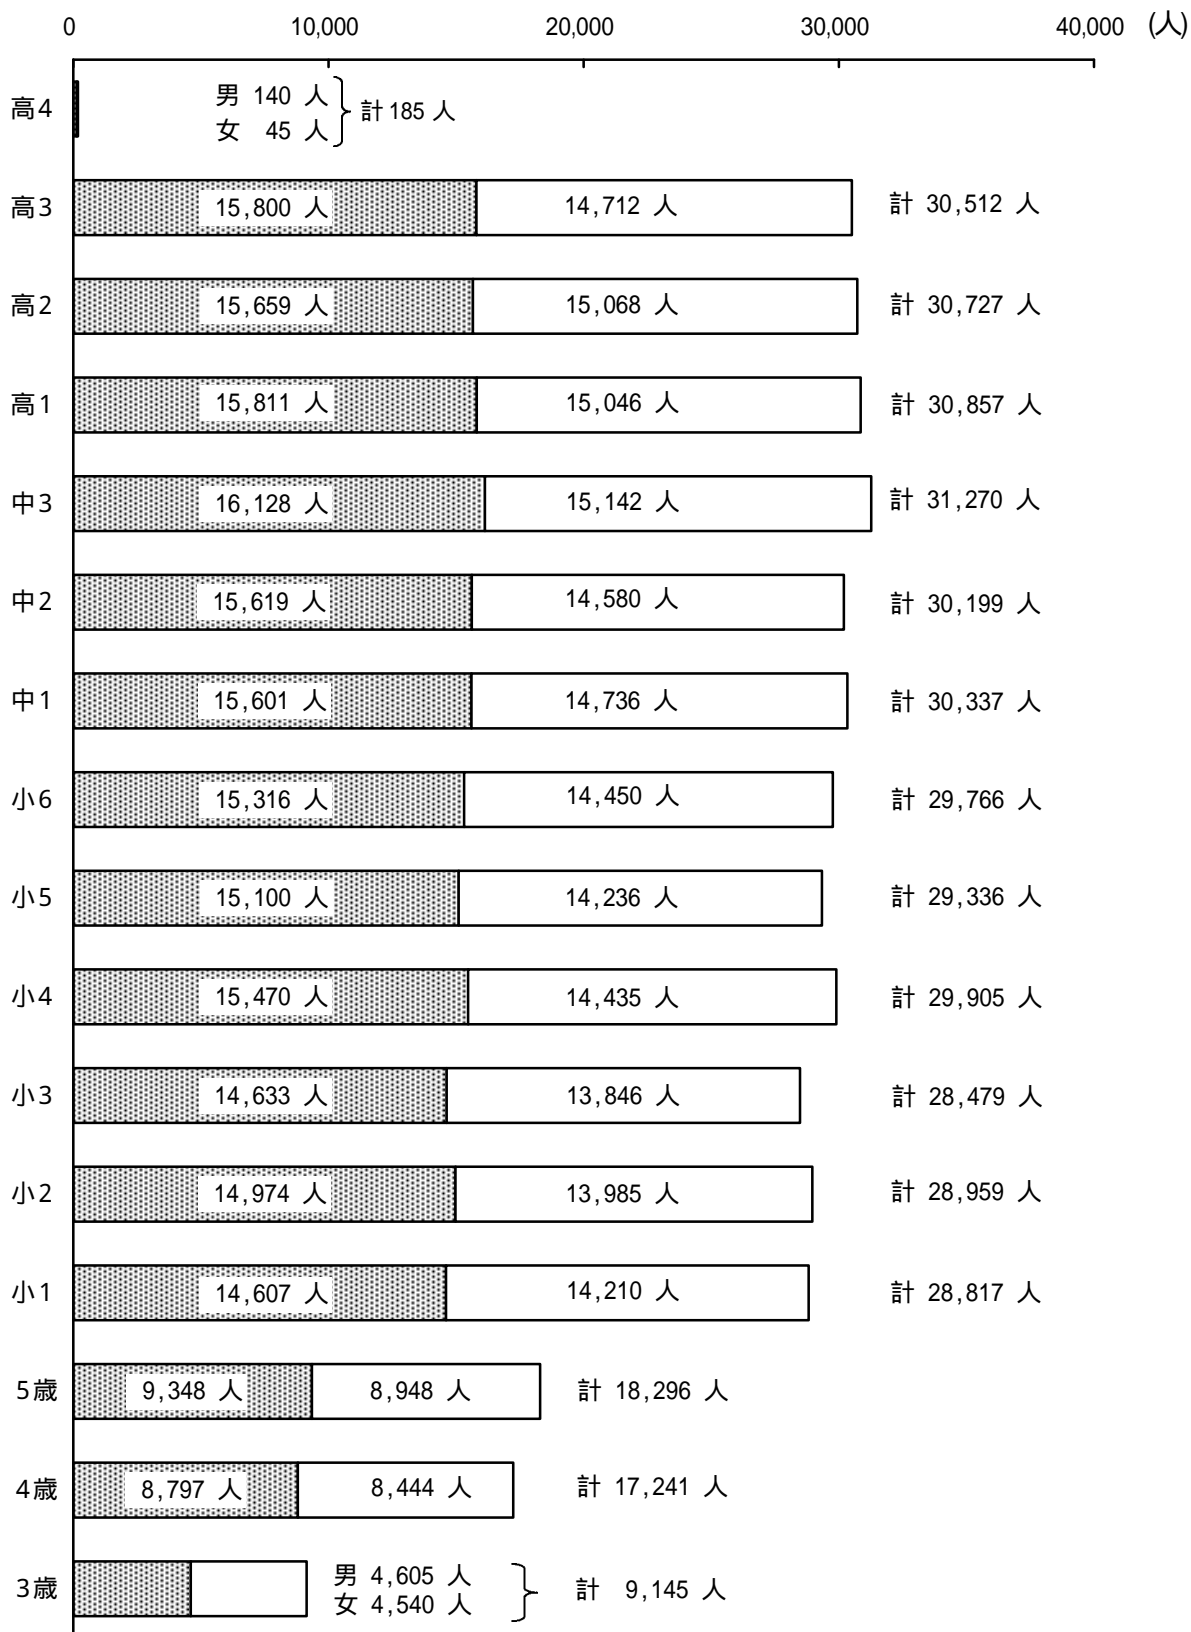 0 10,000 20,000 30,000 40,000 (人)
高4 男 140 人 計 185 人
女 45 人
高3 15,800 人 14,712 人 計 30,512 人
高2 15,659 人 15,068 人 計 30,727 人
高1 15,811 人 15,046 人 計 30,857 人
中3 16,128 人 15,142 人 計 31,270 人
中2 15,619 人 14,580 人 計 30,199 人
中1 15,601 人 14,736 人 計 30,337 人
小6 15,316 人 14,450 人 計 29,766 人
小5 15,100 人 14,236 人 計 29,336 人
小4 15,470 人 14,435 人 計 29,905 人
小3 14,633 人 13,846 人 計 28,479 人
小2 14,974 人 13,985 人 計 28,959 人
小1 14,607 人 14,210 人 計 28,817 人
5歳 9,348 人 8,948 人 計 18,296 人
4歳 8,797 人 8,444 人 計 17,241 人
3歳 男 4,605 人 計 9,145 人
女 4,540 人